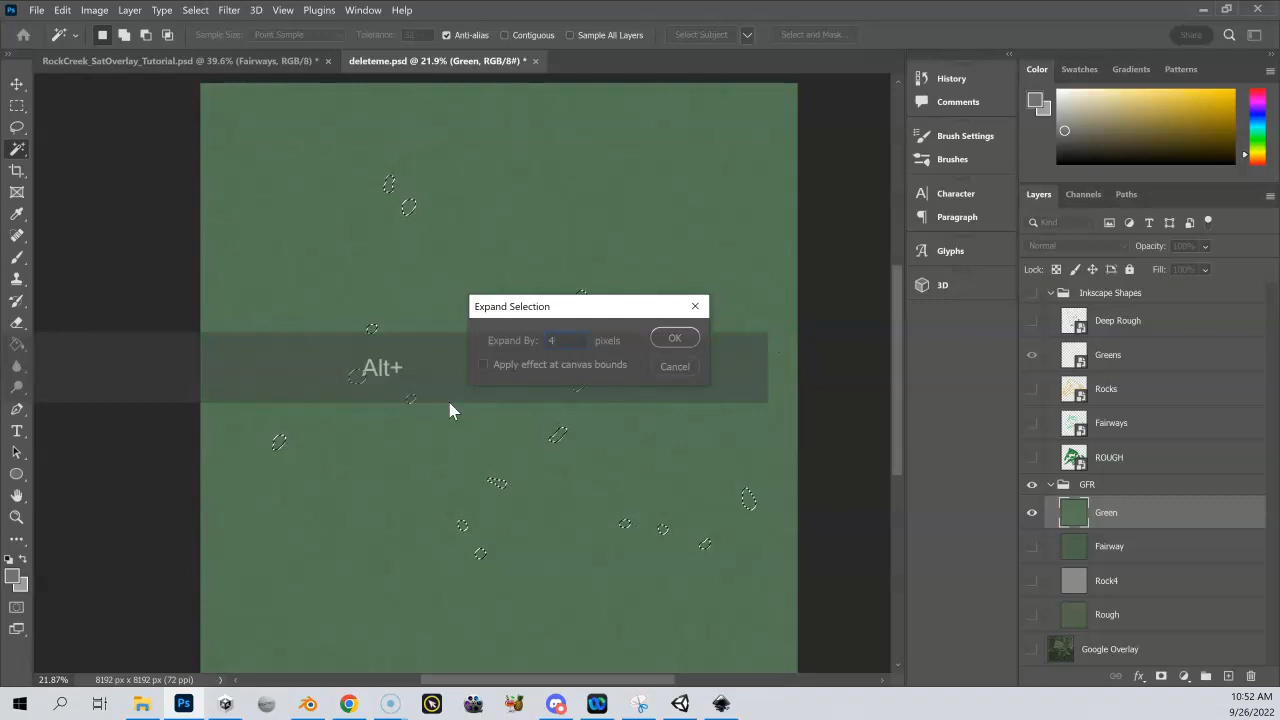 Ps File Edit Image Layer Type Select Filter 3D View Plugins Window Help
Sample Size: Point Sample Tolerance: 32 Anti-alias Contiguous Sample All Layers Select Subject Select and Mask... Share
RockCreek_SatOverlay_Tutorial.psd @ 39.6% (Fairways, RGB/8) * × deleteme.psd @ 21.9% (Green, RGB/8#) * ×
History
Comments
Brush Settings
Brushes
Character
Paragraph
Glyphs
3D
Color Swatches Gradients Patterns
Layers Channels Paths
Kind
Normal Opacity: 100%
Lock: Fill: 100%
Inkscape Shapes
Deep Rough
Greens
Rocks
Fairways
ROUGH
GFR
Green
Fairway
Rock4
Rough
Google Overlay
Expand Selection
Expand By: 4 pixels OK
Apply effect at canvas bounds Cancel
Alt+
21.87% 8192 px x 8192 px (72 ppi)
10:52 AM
9/26/2022